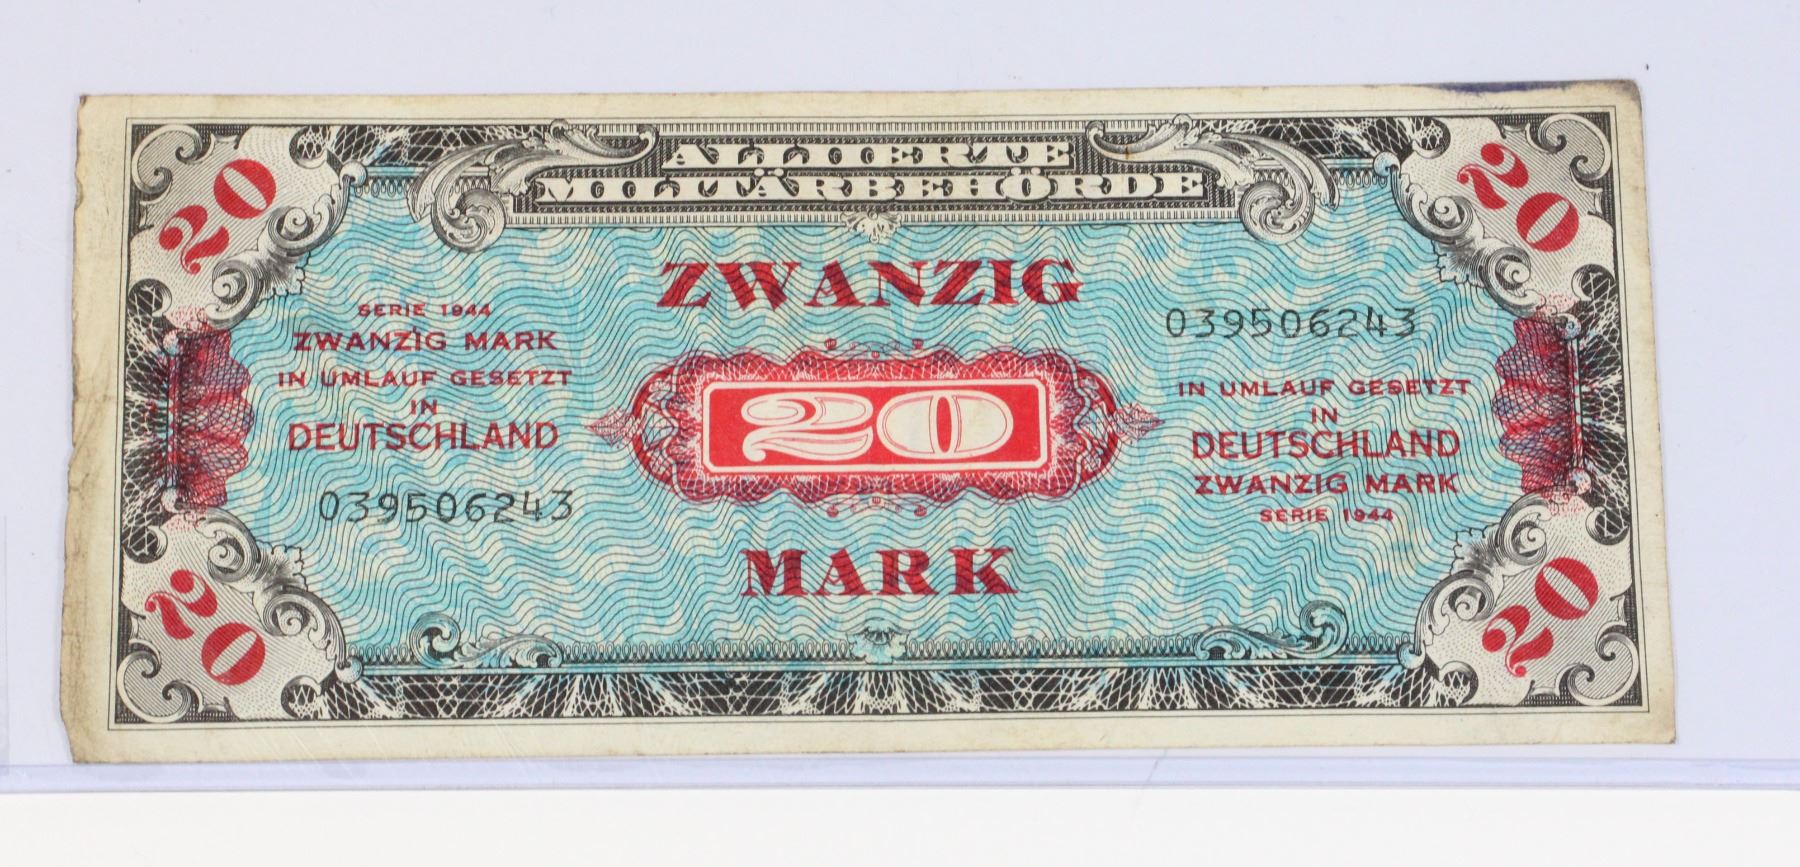 ALLIIERTE
MILITÄRBEHÖRDE
20
20
ZWANZIG
SERIE 1944
ZWANZIG MARK
IN UMLAUF GESETZT
IN
DEUTSCHLAND
039506243
20
039506243
IN UMLAUF GESETZT
IN
DEUTSCHLAND
ZWANZIG MARK
SERIE 1944
MARK
20
20